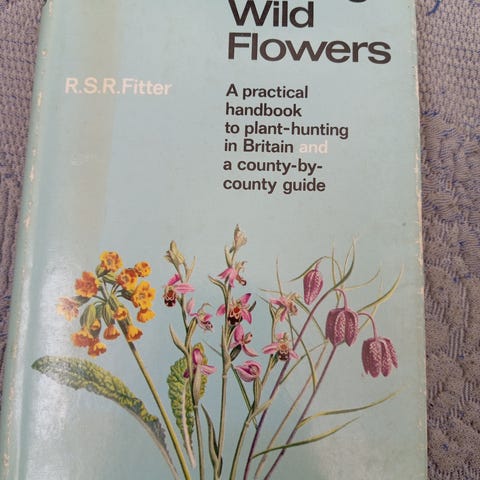 Wild
Flowers
R.S.R.Fitter
A practical
handbook
to plant-hunting
in Britain and
a county-by-
county guide